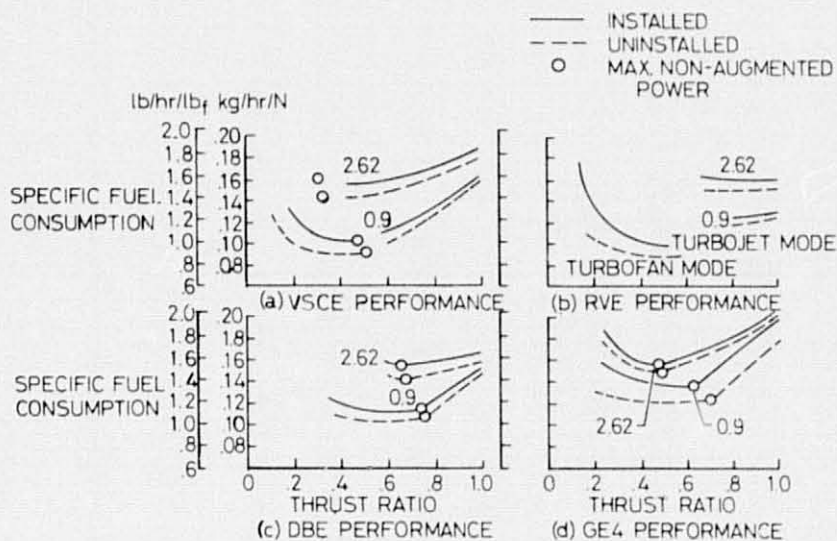 INSTALLED
UNINSTALLED
MAX. NON-AUGMENTED
POWER
lb/hr/lbf kg/hr/N
SPECIFIC FUEL
CONSUMPTION
2.0
1.8
1.6
1.4
1.2
1.0
.8
.6
.20
.18
.16
.14
.12
.10
.08
2.62
0.9
(a) VSCE PERFORMANCE
2.62
0.9
TURBOJET MODE
TURBOFAN MODE
(b) RVE PERFORMANCE
SPECIFIC FUEL
CONSUMPTION
2.0
1.8
1.6
1.4
1.2
1.0
.8
.6
.20
.18
.16
.14
.12
.10
.08
2.62
0.9
0 .2 .4 .6 .8 1.0
THRUST RATIO
(c) DBE PERFORMANCE
2.62
0.9
0 .2 .4 .6 .8 1.0
THRUST RATIO
(d) GE4 PERFORMANCE